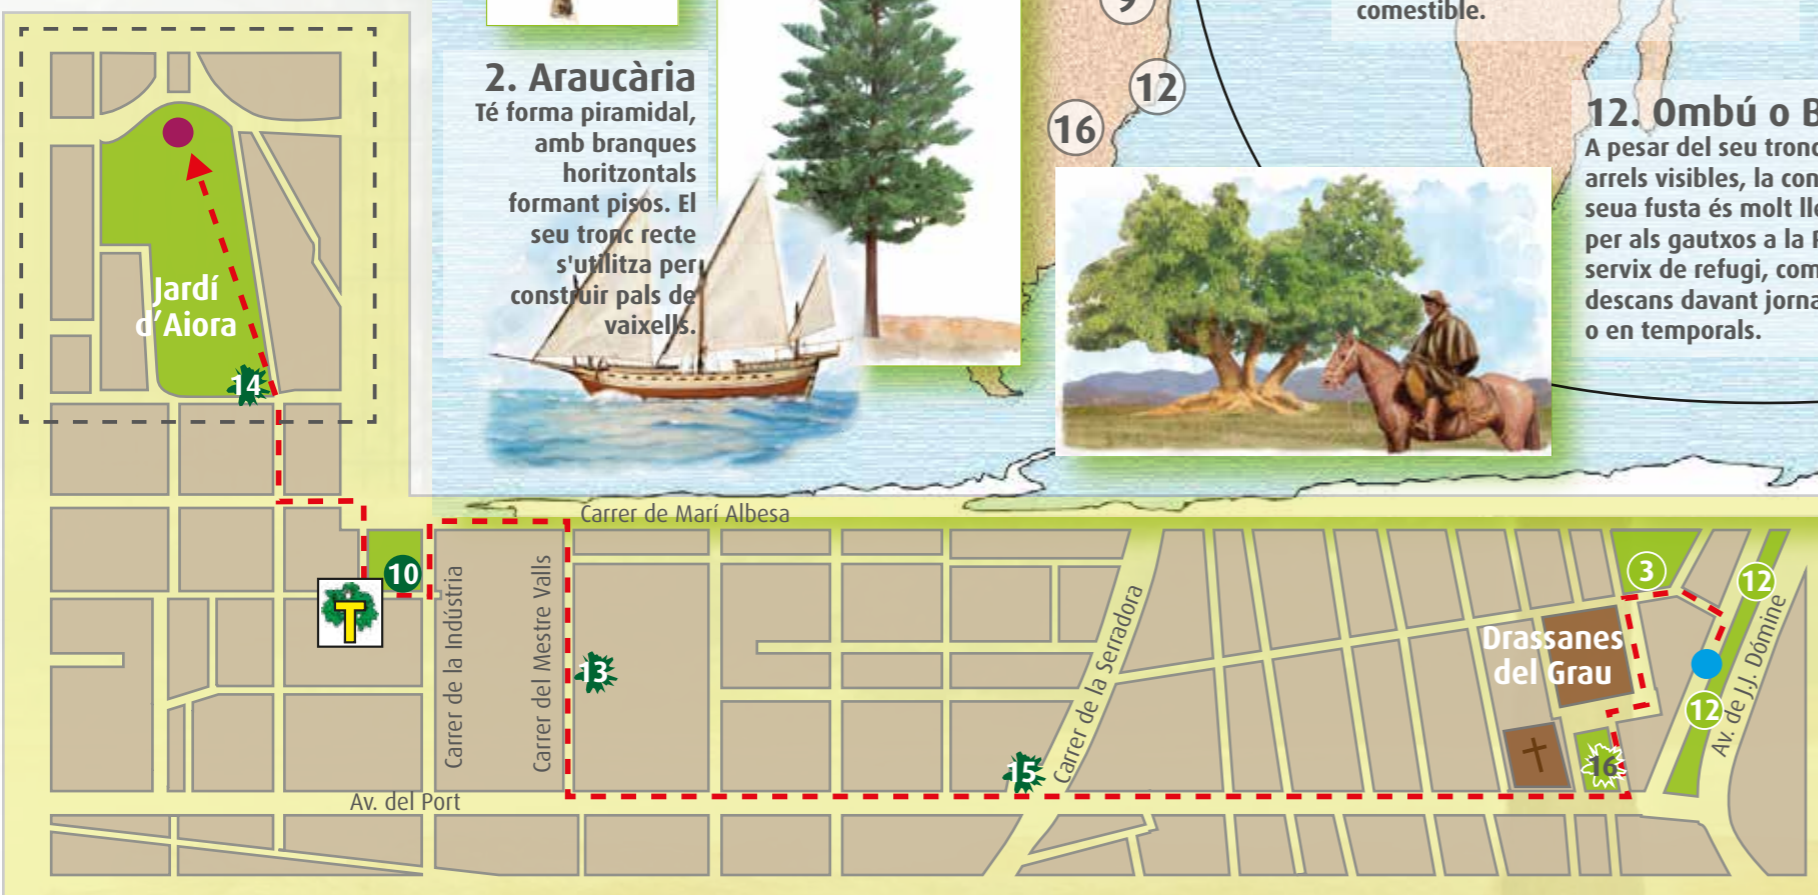 comestible.
9
12
16
2. Araucària
Té forma piramidal,
amb branques
horitzontals
formant pisos. El
seu tronc recte
s'utilitza per
construir pals de
vaixells.
12. Ombú o
A pesar del seu tronc
arrels visibles, la
seua fusta és molt
per als gautxos a la
servix de refugi,
descans davant
o en temporals.
Jardí
d'Aiora
14
Carrer de Marí Albesa
10
T
Carrer de la Indústria
Carrer del Mestre Valls
13
15
Carrer de la Serradora
Drassanes
del Grau
3
12
12
16
Av. de J.J. Dómine
Av. del Port